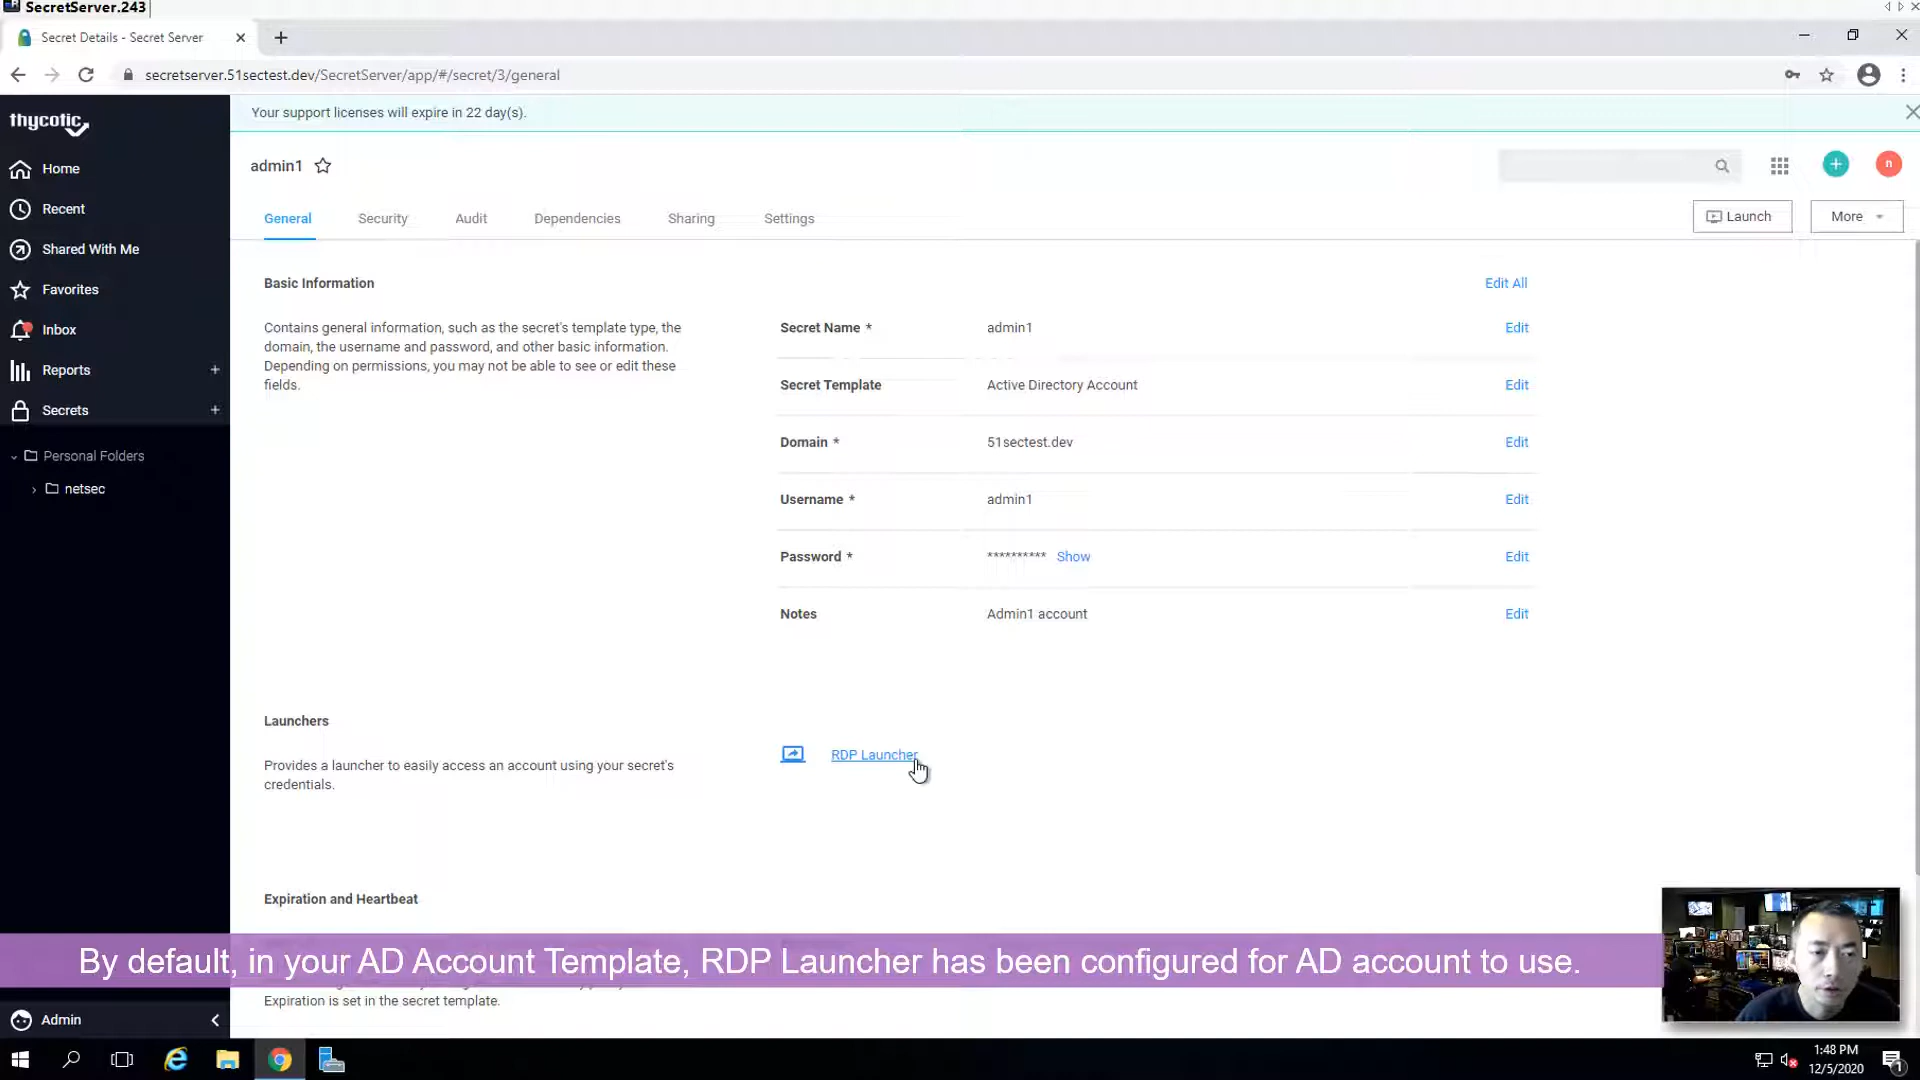 SecretServer.243
Secret Details - Secret Server
secretserver.51sectest.dev/SecretServer/app/#/secret/3/general
thycotic
Your support licenses will expire in 22 day(s).
Home
Recent
Shared With Me
Favorites
Inbox
Reports
Secrets
Personal Folders
netsec
Admin
admin1
n
General
Security
Audit
Dependencies
Sharing
Settings
Launch
More
Basic Information
Edit All
Contains general information, such as the secret's template type, the
domain, the username and password, and other basic information.
Depending on permissions, you may not be able to see or edit these
fields.
Secret Name * admin1 Edit
Secret Template Active Directory Account Edit
Domain * 51sectest.dev Edit
Username * admin1 Edit
Password * ********** Show Edit
Notes Admin1 account Edit
Launchers
Provides a launcher to easily access an account using your secret's
credentials.
RDP Launcher
Expiration and Heartbeat
By default, in your AD Account Template, RDP Launcher has been configured for AD account to use.
Expiration is set in the secret template.
1:48 PM
12/5/2020
1